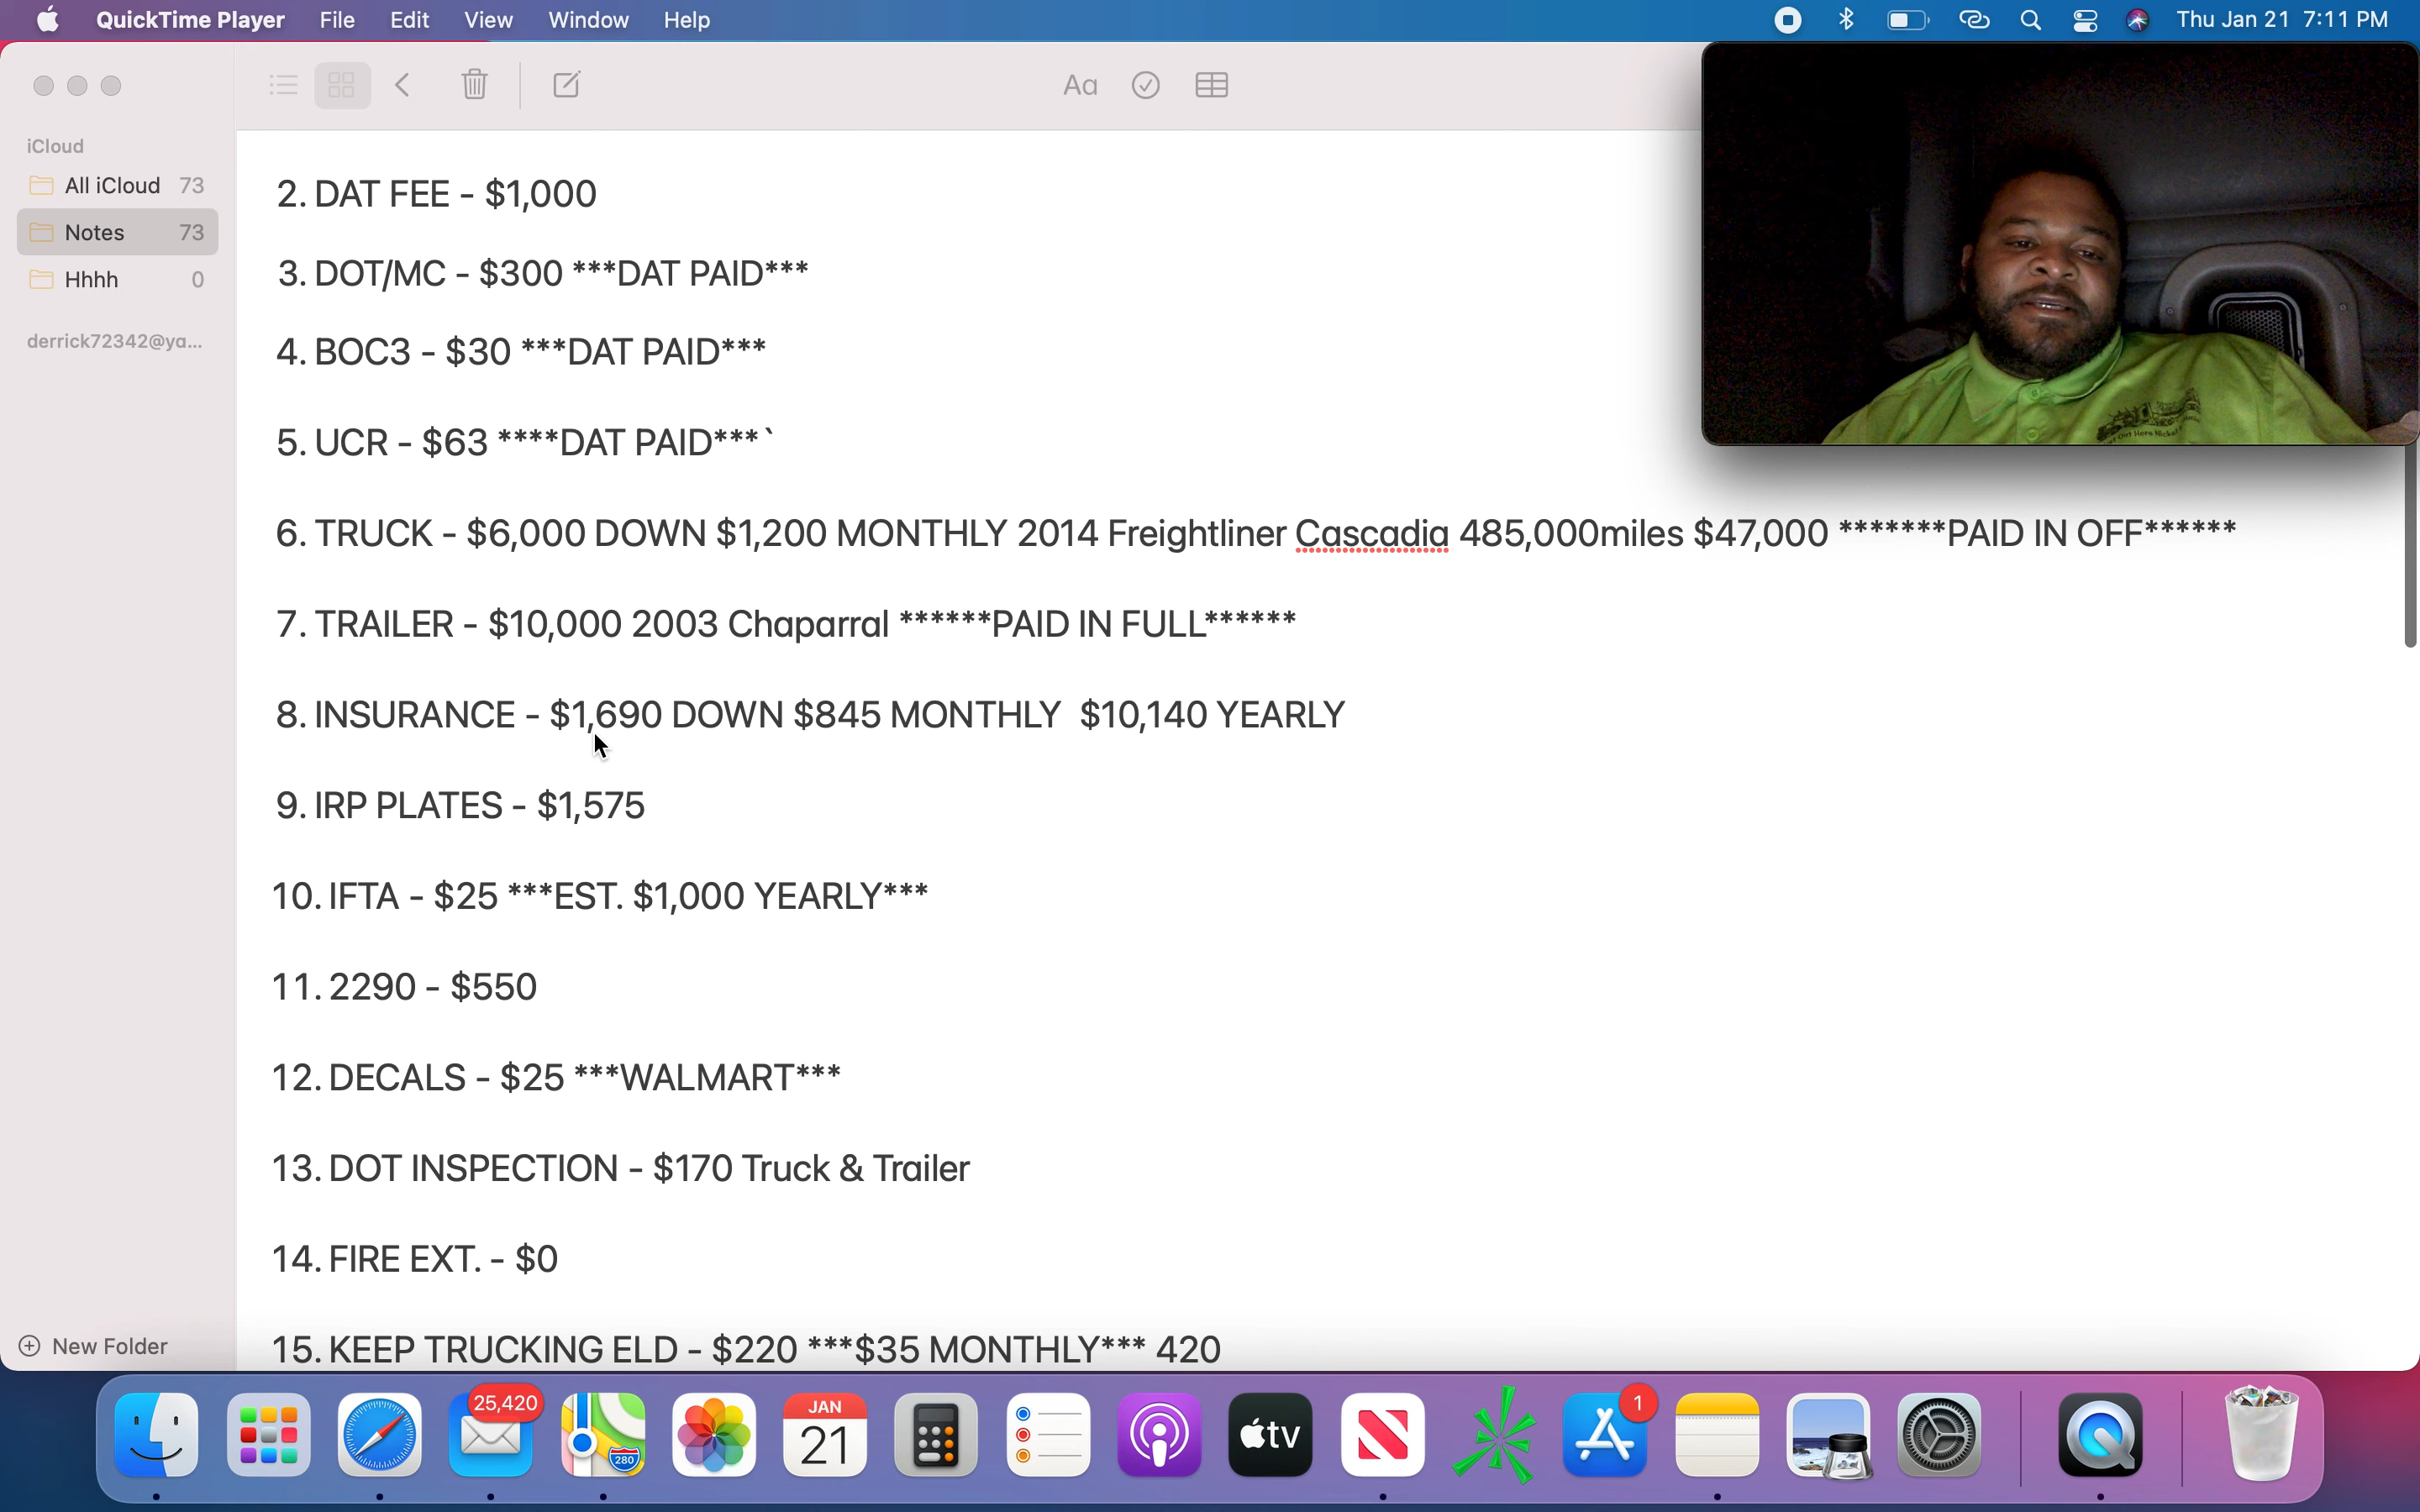 QuickTime Player File Edit View Window Help Thu Jan 21 7:11 PM
Aa
iCloud
All iCloud 73
Notes 73
Hhhh 0
derrick72342@ya...
2. DAT FEE - $1,000
3. DOT/MC - $300 ***DAT PAID***
4. BOC3 - $30 ***DAT PAID***
5. UCR - $63 ****DAT PAID***`
6. TRUCK - $6,000 DOWN $1,200 MONTHLY 2014 Freightliner Cascadia 485,000miles $47,000 *******PAID IN OFF******
7. TRAILER - $10,000 2003 Chaparral ******PAID IN FULL******
8. INSURANCE - $1,690 DOWN $845 MONTHLY $10,140 YEARLY
9. IRP PLATES - $1,575
10. IFTA - $25 ***EST. $1,000 YEARLY***
11. 2290 - $550
12. DECALS - $25 ***WALMART***
13. DOT INSPECTION - $170 Truck & Trailer
14. FIRE EXT. - $0
15. KEEP TRUCKING ELD - $220 ***$35 MONTHLY*** 420
New Folder
25,420
280
JAN
21
tv
1